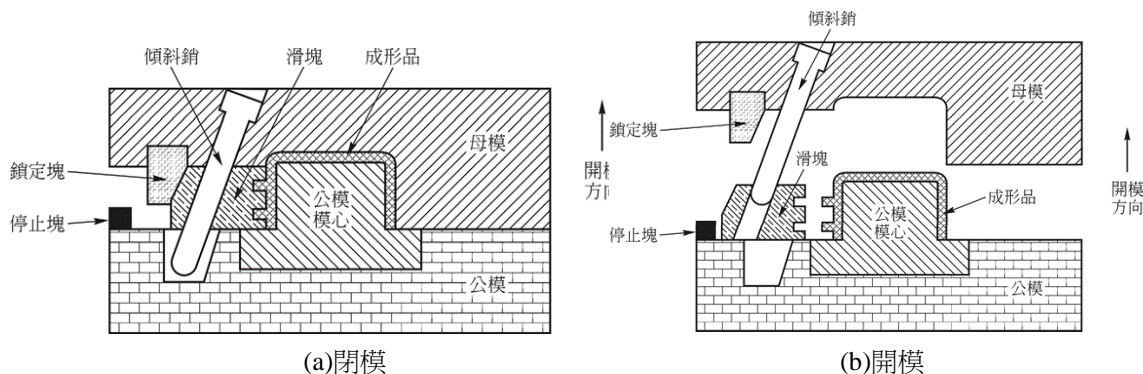 傾斜銷
滑塊
成形品
母模
鎖定塊
停止塊
公模
模心
公模
開模
方向
(a)閉模
傾斜銷
母模
鎖定塊
滑塊
成形品
停止塊
公模
模心
公模
開模
方向
(b)開模